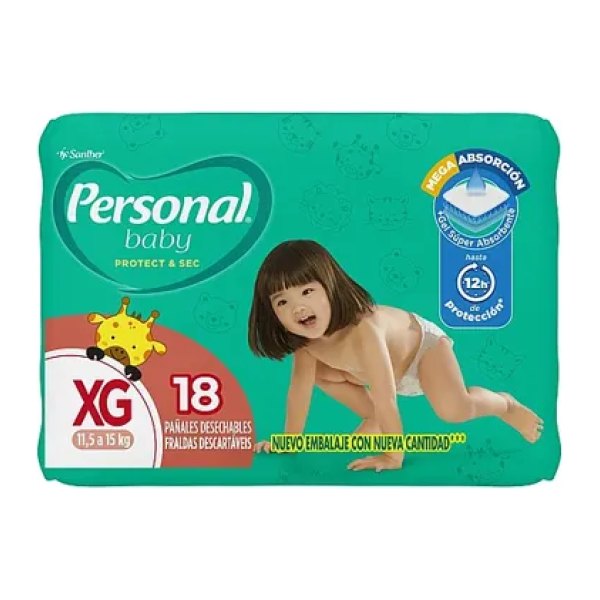 Santher
Personal
baby
PROTECT & SEC
MEGA ABSORCIÓN
+Gel Súper Absorbente
hasta
12h*
de
protección*
XG
11,5 a 15 kg
18
PAÑALES DESECHABLES
FRALDAS DESCARTÁVEIS
NUEVO EMBALAJE CON NUEVA CANTIDAD***